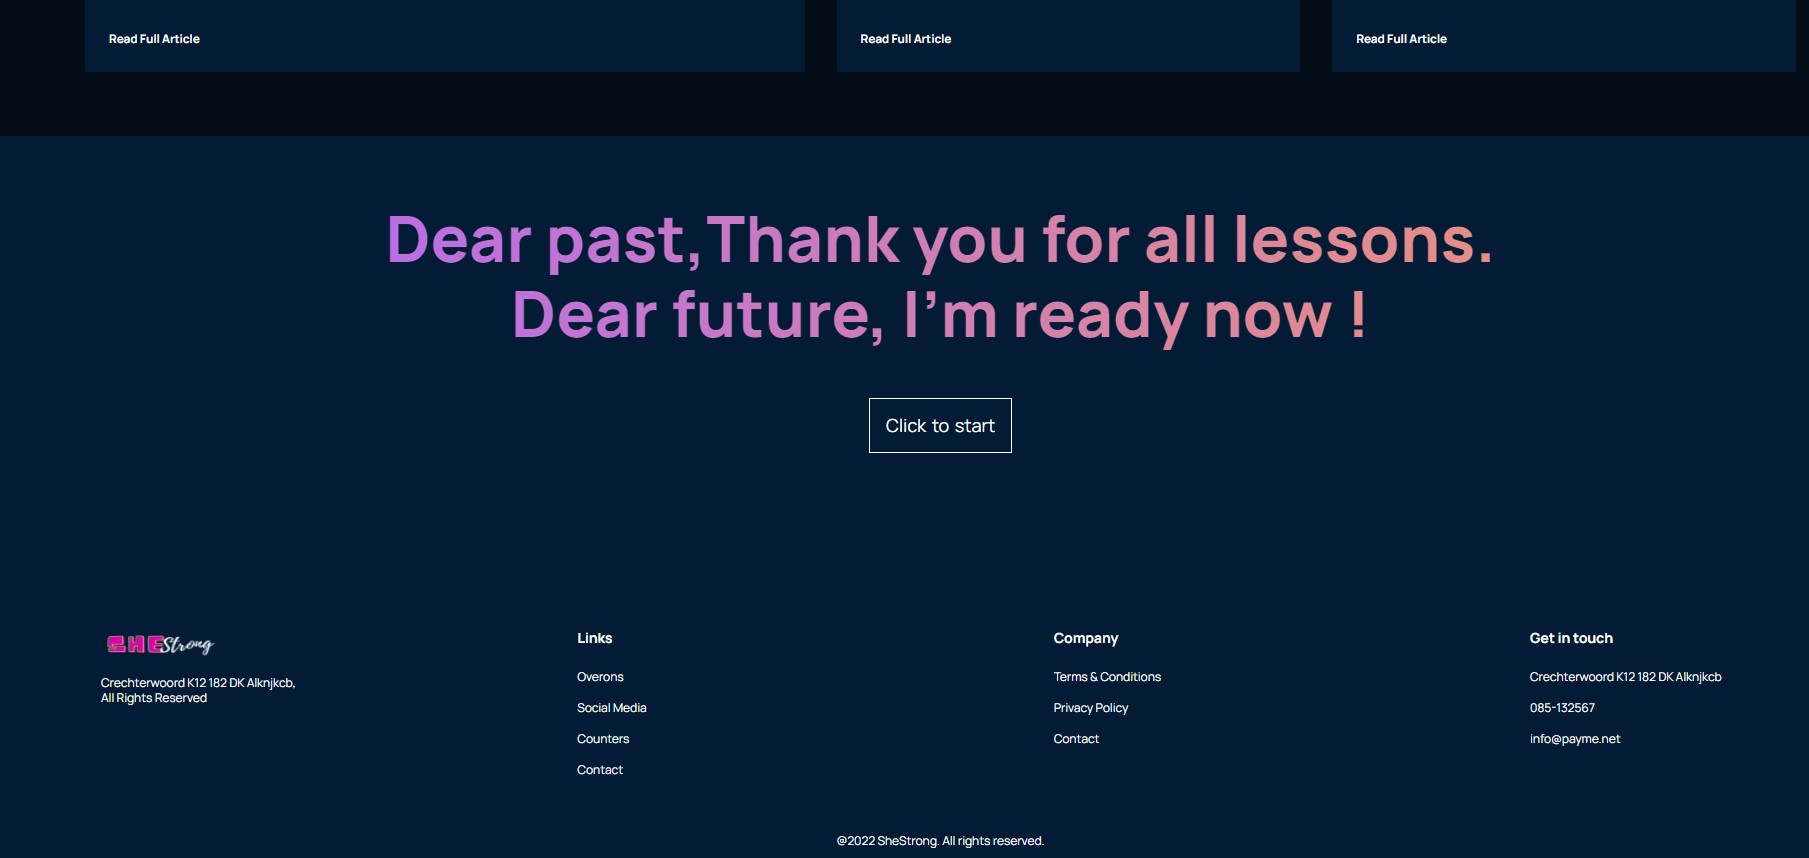 Read Full Article
Read Full Article
Read Full Article
Dear past,Thank you for all lessons.
Dear future, I’m ready now !
Click to start
SHEStrong
Crechterwoord K12 182 DK Alknjkcb,
All Rights Reserved
Links
Overons
Social Media
Counters
Contact
Company
Terms & Conditions
Privacy Policy
Contact
Get in touch
Crechterwoord K12 182 DK Alknjkcb
085-132567
info@payme.net
@2022 SheStrong. All rights reserved.